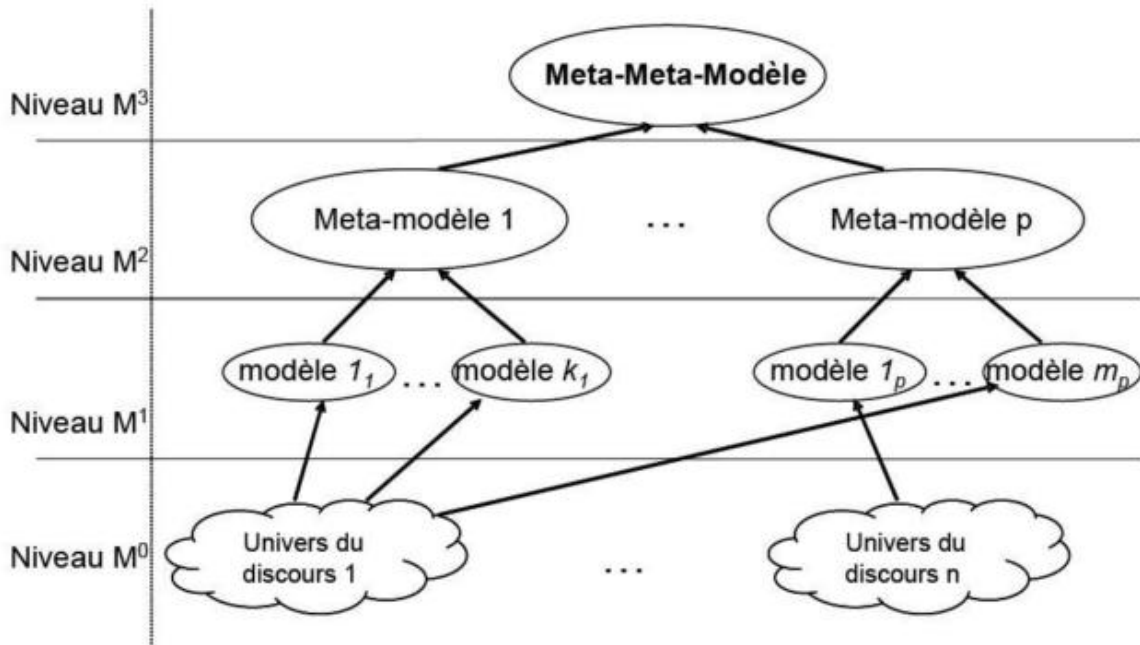 Meta-Meta-Modèle
Niveau M³
Meta-modèle 1
...
Meta-modèle p
Niveau M²
modèle 1₁
...
modèle k₁
modèle 1ₚ
...
modèle mₚ
Niveau M¹
Niveau M⁰
Univers du
discours 1
...
Univers du
discours n